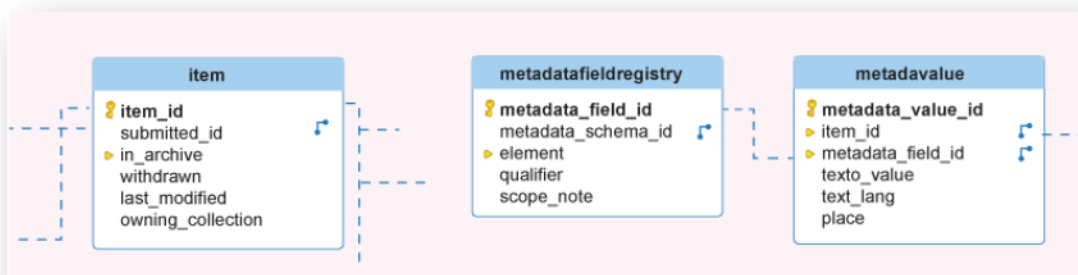 item
item_id
submitted_id
in_archive
withdrawn
last_modified
owning_collection
metadatafieldregistry
metadata_field_id
metadata_schema_id
element
qualifier
scope_note
metadavalue
metadata_value_id
item_id
metadata_field_id
texto_value
text_lang
place